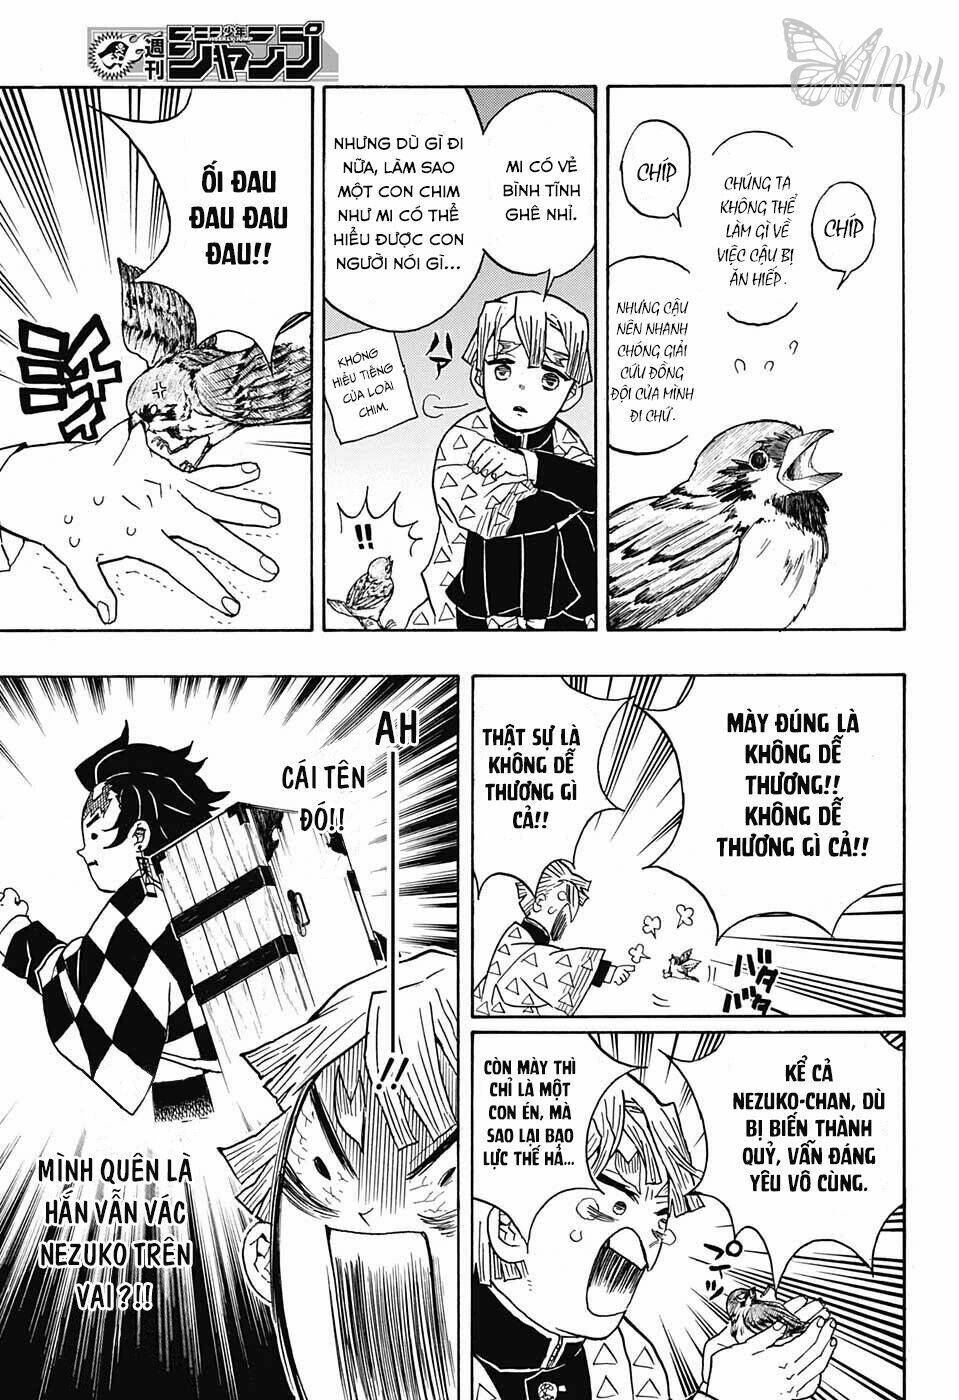 週刊
少年
WEEKLY JUMP
ジャンプ
CHÍP
CHÚNG TA
KHÔNG THỂ
LÀM GÌ VỀ
VIỆC CẬU BỊ
ĂN HIẾP.
CHÍP
NHƯNG CẬU
NÊN NHANH
CHÓNG GIẢI
CỨU ĐỒNG
ĐỘI CỦA MÌNH
ĐI CHỨ.
MI CÓ VẺ
BÌNH TĨNH
GHÊ NHỈ.
NHƯNG DÙ GÌ ĐI
NỮA, LÀM SAO
MỘT CON CHIM
NHƯ MI CÓ THỂ
HIỂU ĐƯỢC CON
NGƯỜI NÓI GÌ...
KHÔNG
HIỂU TIẾNG
CỦA LOÀI
CHIM.
!!
ỐI ĐAU
ĐAU ĐAU
ĐAU!!
MÀY ĐÚNG LÀ
KHÔNG DỄ
THƯƠNG!!
KHÔNG DỄ
THƯƠNG GÌ CẢ!!
THẬT SỰ LÀ
KHÔNG DỄ
THƯƠNG GÌ
CẢ!!
バタ
バタ
KỂ CẢ
NEZUKO-CHAN, DÙ
BỊ BIẾN THÀNH
QUỶ, VẪN ĐÁNG
YÊU VÔ CÙNG.
CÒN MÀY THÌ
CHỈ LÀ MỘT
CON ÉN, MÀ
SAO LẠI BẠO
LỰC THẾ HẢ...
AH
!!
CÁI TÊN
ĐÓ!!
MÌNH QUÊN LÀ
HẮN VẪN VÁC
NEZUKO TRÊN
VAI?!!